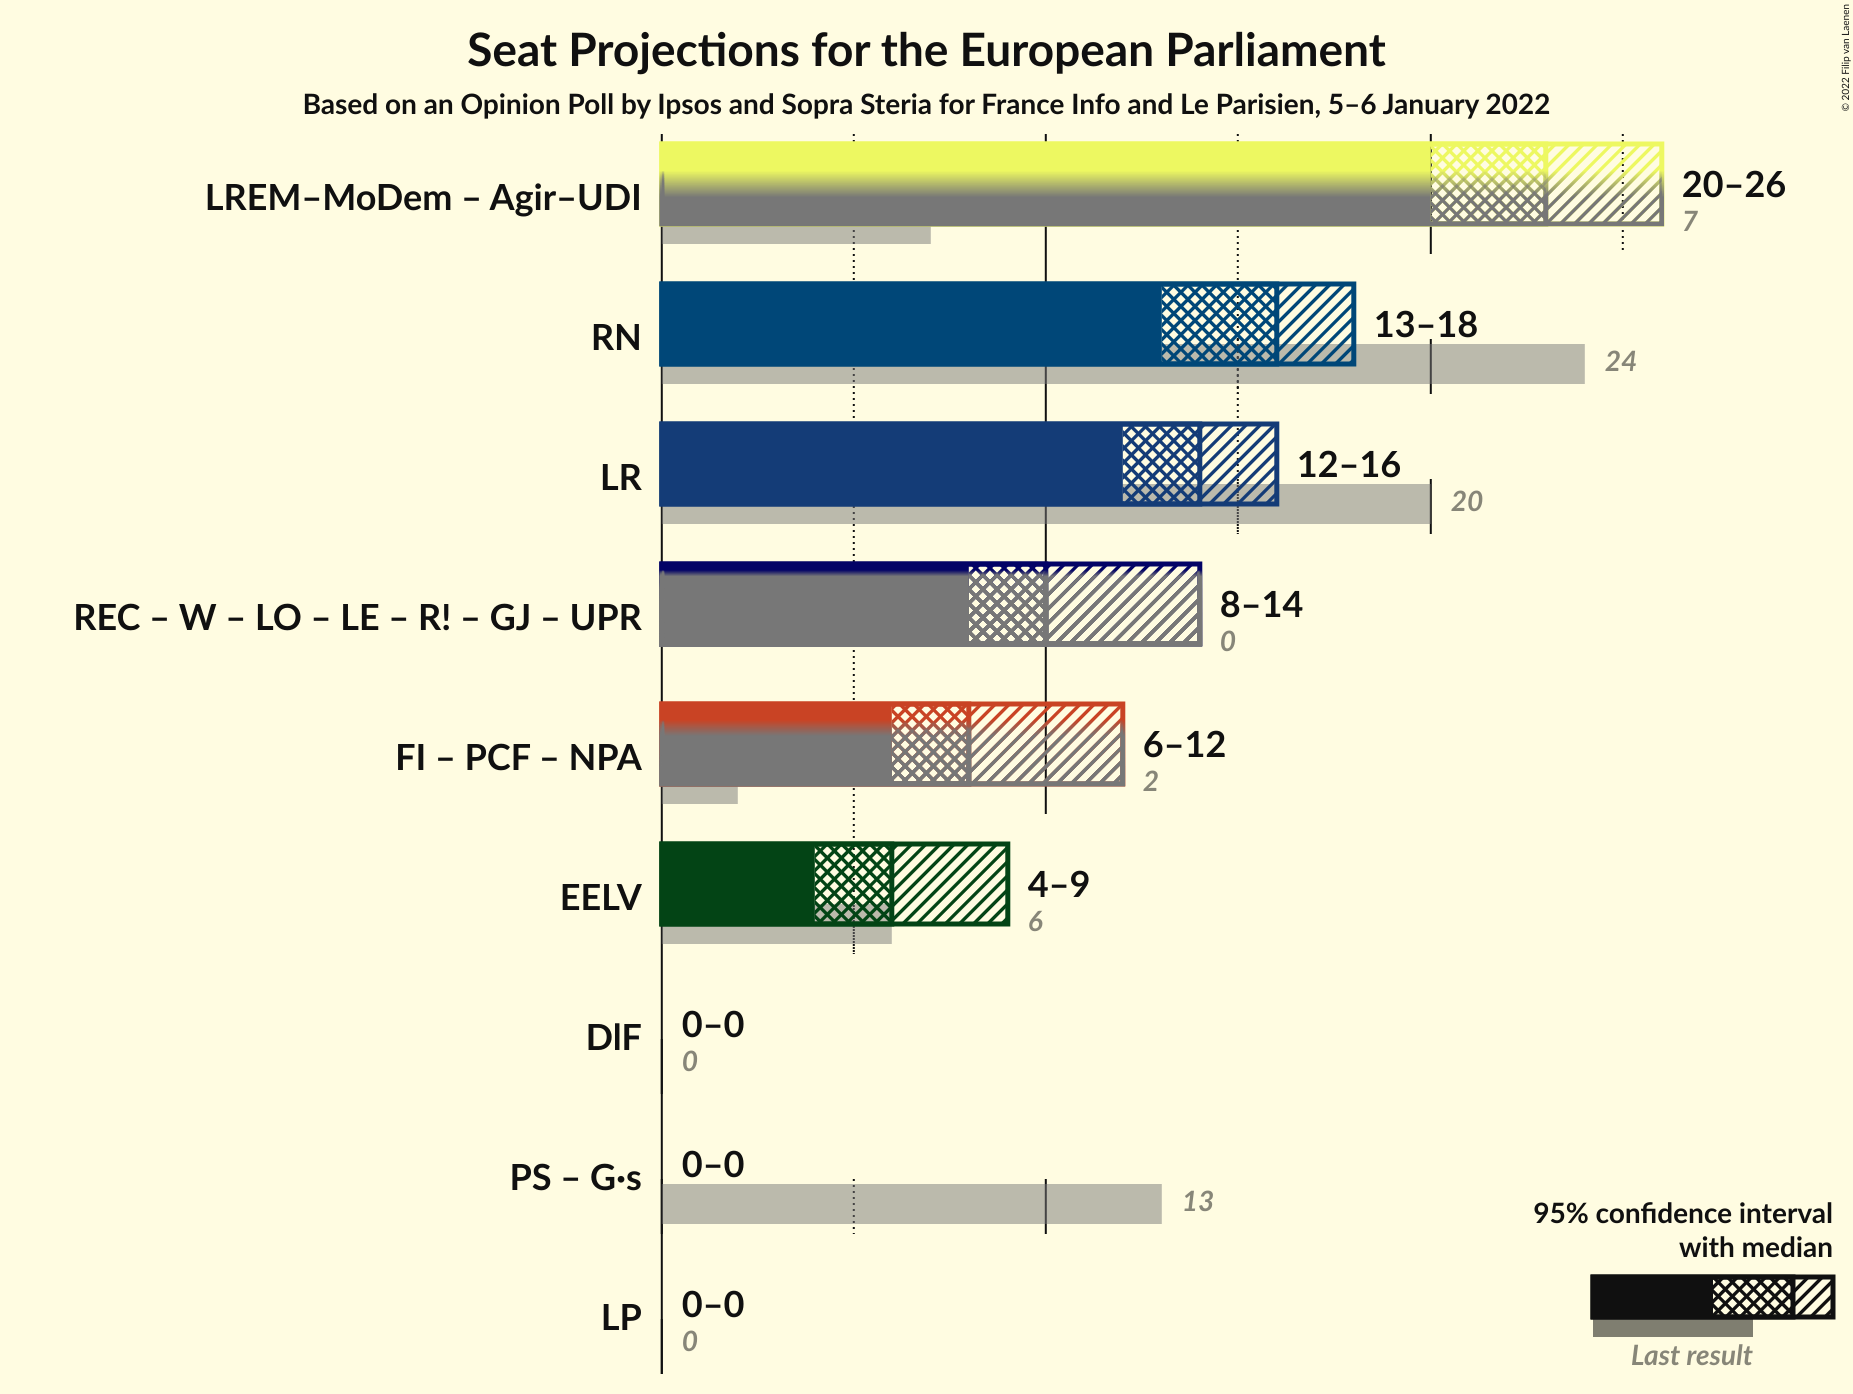 Seat Projections for the European Parliament
Based on an Opinion Poll by Ipsos and Sopra Steria for France Info and Le Parisien, 5–6 January 2022
© 2022 Filip van Laenen
LREM–MoDem – Agir–UDI
20–26
7
RN
13–18
24
LR
12–16
20
REC – W – LO – LE – R! – GJ – UPR
8–14
0
FI – PCF – NPA
6–12
2
EELV
4–9
6
DlF
0–0
0
PS – G·s
0–0
13
LP
0–0
0
95% confidence interval
with median
Last result